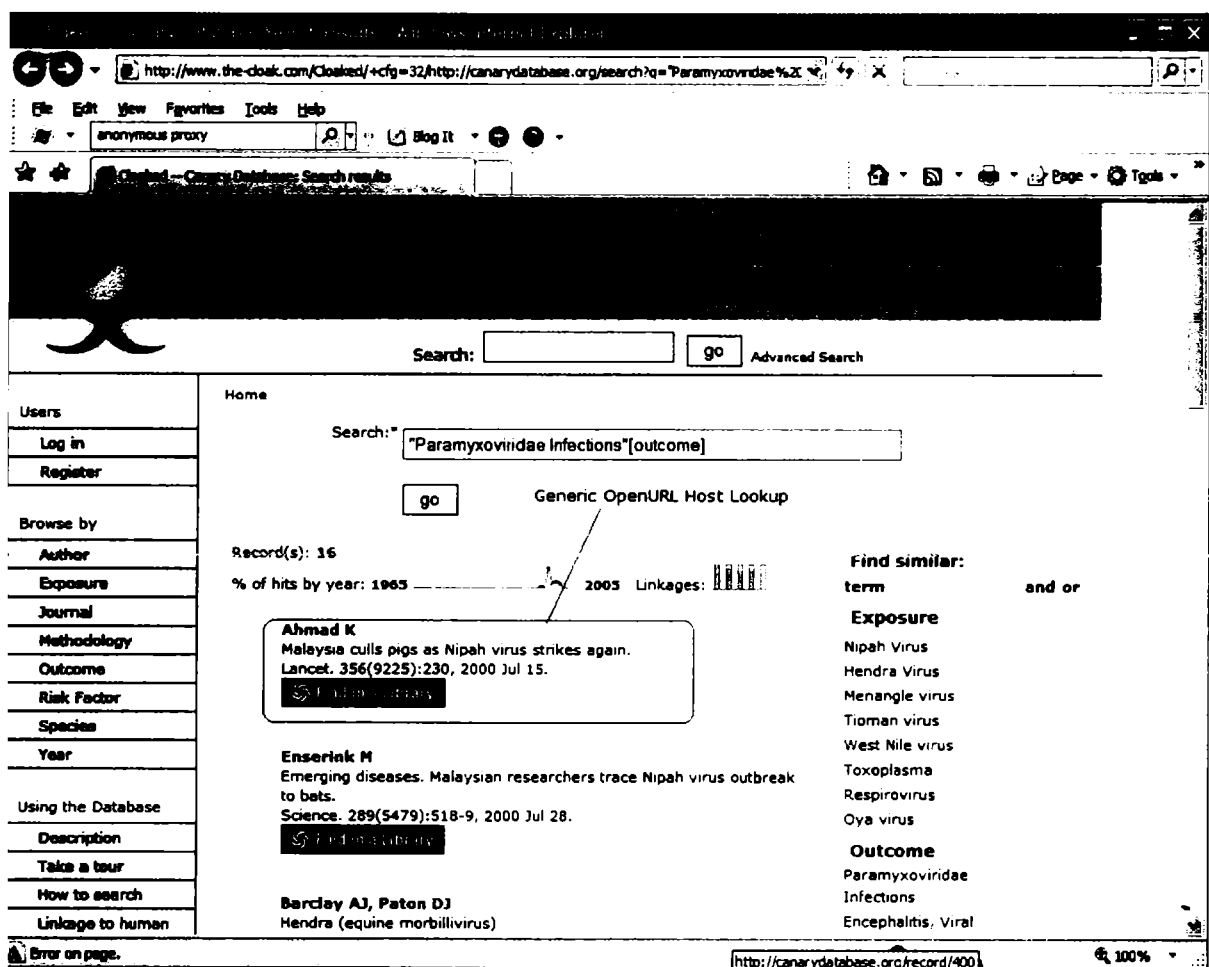 http://www.the-cloak.com/Cloaked/+cfg=32/http://canarydatabase.org/search?q="Paramyxoviridae%2C
File Edit View Favorites Tools Help
anonymous proxy Blog It
Cloaked -- Canary Database: Search results Page Tools
Search: go Advanced Search
Home
Users
Log in
Register
Browse by
Author
Exposure
Journal
Methodology
Outcome
Risk Factor
Species
Year
Using the Database
Description
Take a tour
How to search
Linkage to human
Search:* "Paramyxoviridae Infections"[outcome]
go
Generic OpenURL Host Lookup
Record(s): 16
% of hits by year: 1965 2005 Linkages:
Ahmad K
Malaysia culls pigs as Nipah virus strikes again.
Lancet. 356(9225):230, 2000 Jul 15.
Find in a Library
Enserink M
Emerging diseases. Malaysian researchers trace Nipah virus outbreak
to bats.
Science. 289(5479):518-9, 2000 Jul 28.
Find in a Library
Barclay AJ, Paton DJ
Hendra (equine morbillivirus)
Find similar:
term and or
Exposure
Nipah Virus
Hendra Virus
Menangle virus
Tioman virus
West Nile virus
Toxoplasma
Respirovirus
Oya virus
Outcome
Paramyxoviridae
Infections
Encephalitis, Viral
Error on page.
http://canarydatabase.org/record/400
100%